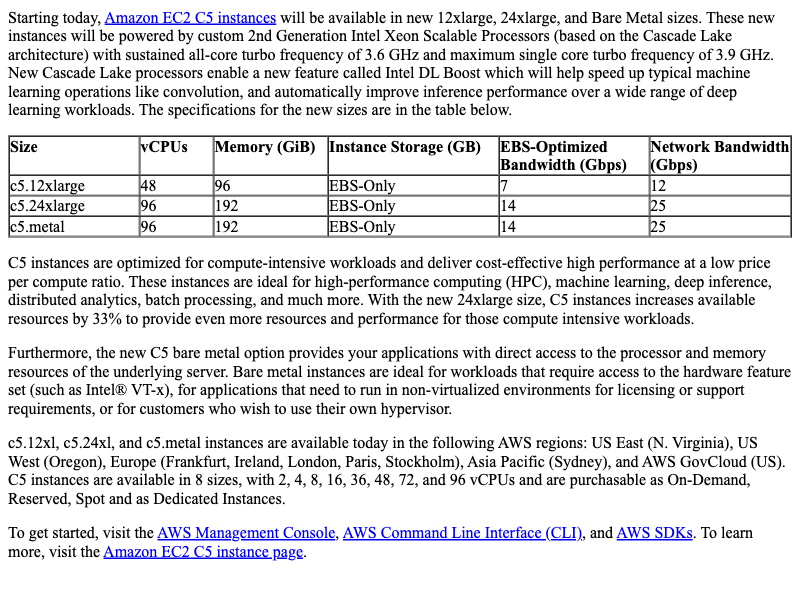 Starting today, Amazon EC2 C5 instances will be available in new 12xlarge, 24xlarge, and Bare Metal sizes. These new
instances will be powered by custom 2nd Generation Intel Xeon Scalable Processors (based on the Cascade Lake
architecture) with sustained all-core turbo frequency of 3.6 GHz and maximum single core turbo frequency of 3.9 GHz.
New Cascade Lake processors enable a new feature called Intel DL Boost which will help speed up typical machine
learning operations like convolution, and automatically improve inference performance over a wide range of deep
learning workloads. The specifications for the new sizes are in the table below.
Size vCPUs Memory (GiB) Instance Storage (GB) EBS-Optimized Bandwidth (Gbps) Network Bandwidth (Gbps)
c5.12xlarge 48 96 EBS-Only 7 12
c5.24xlarge 96 192 EBS-Only 14 25
c5.metal 96 192 EBS-Only 14 25
C5 instances are optimized for compute-intensive workloads and deliver cost-effective high performance at a low price
per compute ratio. These instances are ideal for high-performance computing (HPC), machine learning, deep inference,
distributed analytics, batch processing, and much more. With the new 24xlarge size, C5 instances increases available
resources by 33% to provide even more resources and performance for those compute intensive workloads.
Furthermore, the new C5 bare metal option provides your applications with direct access to the processor and memory
resources of the underlying server. Bare metal instances are ideal for workloads that require access to the hardware feature
set (such as Intel® VT-x), for applications that need to run in non-virtualized environments for licensing or support
requirements, or for customers who wish to use their own hypervisor.
c5.12xl, c5.24xl, and c5.metal instances are available today in the following AWS regions: US East (N. Virginia), US
West (Oregon), Europe (Frankfurt, Ireland, London, Paris, Stockholm), Asia Pacific (Sydney), and AWS GovCloud (US).
C5 instances are available in 8 sizes, with 2, 4, 8, 16, 36, 48, 72, and 96 vCPUs and are purchasable as On-Demand,
Reserved, Spot and as Dedicated Instances.
To get started, visit the AWS Management Console, AWS Command Line Interface (CLI), and AWS SDKs. To learn
more, visit the Amazon EC2 C5 instance page.